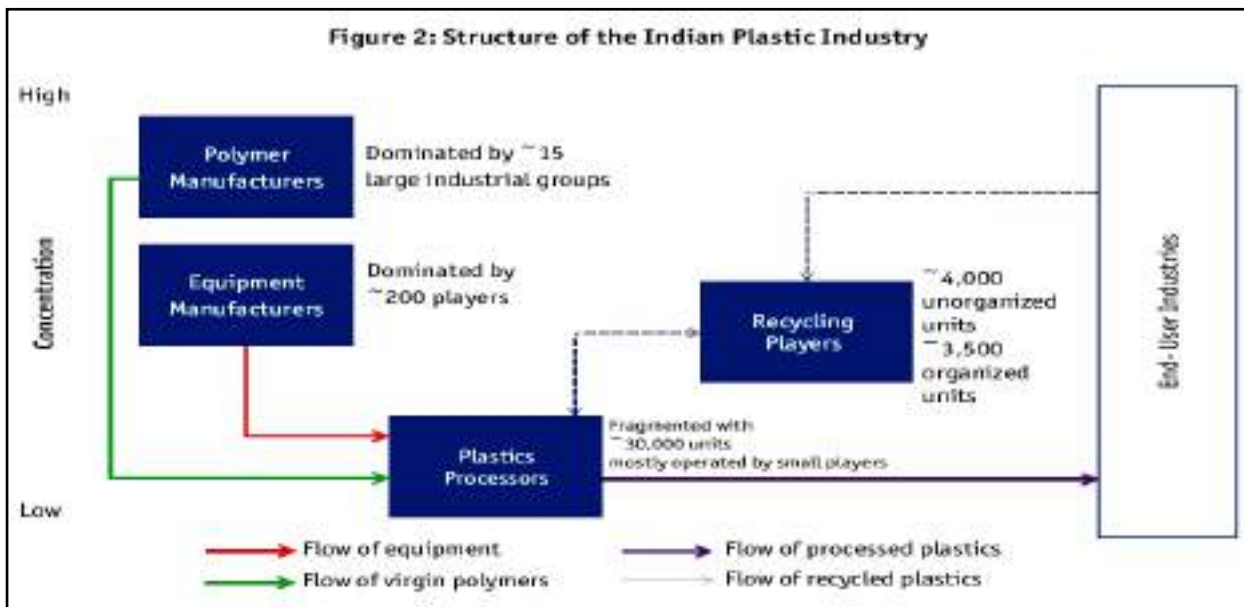 Figure 2: Structure of the Indian Plastic Industry
High
Polymer
Manufacturers
Dominated by ~15
large industrial groups
Concentration
Equipment
Manufacturers
Dominated by
~200 players
Recycling
Players
~4,000
unorganized
units
~3,500
organized
units
End-User Industries
Plastics
Processors
Fragmented with
~30,000 units
mostly operated by small players
Low
Flow of equipment
Flow of processed plastics
Flow of virgin polymers
Flow of recycled plastics